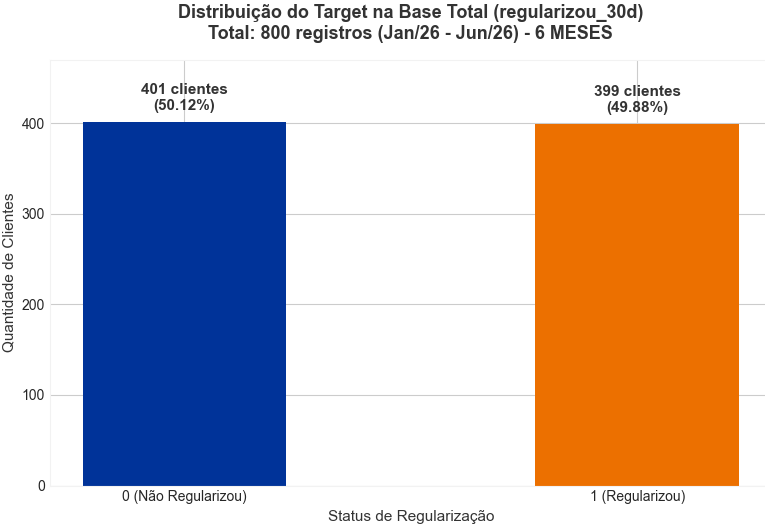 Distribuição do Target na Base Total (regularizou_30d)
Total: 800 registros (Jan/26 - Jun/26) - 6 MESES
401 clientes
(50.12%)
399 clientes
(49.88%)
400
300
200
100
0
Quantidade de Clientes
0 (Não Regularizou)
1 (Regularizou)
Status de Regularização